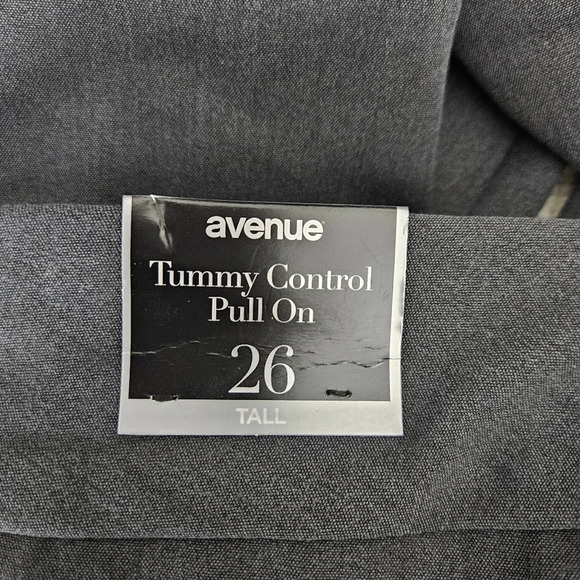 avenue
Tummy Control
Pull On
26
TALL